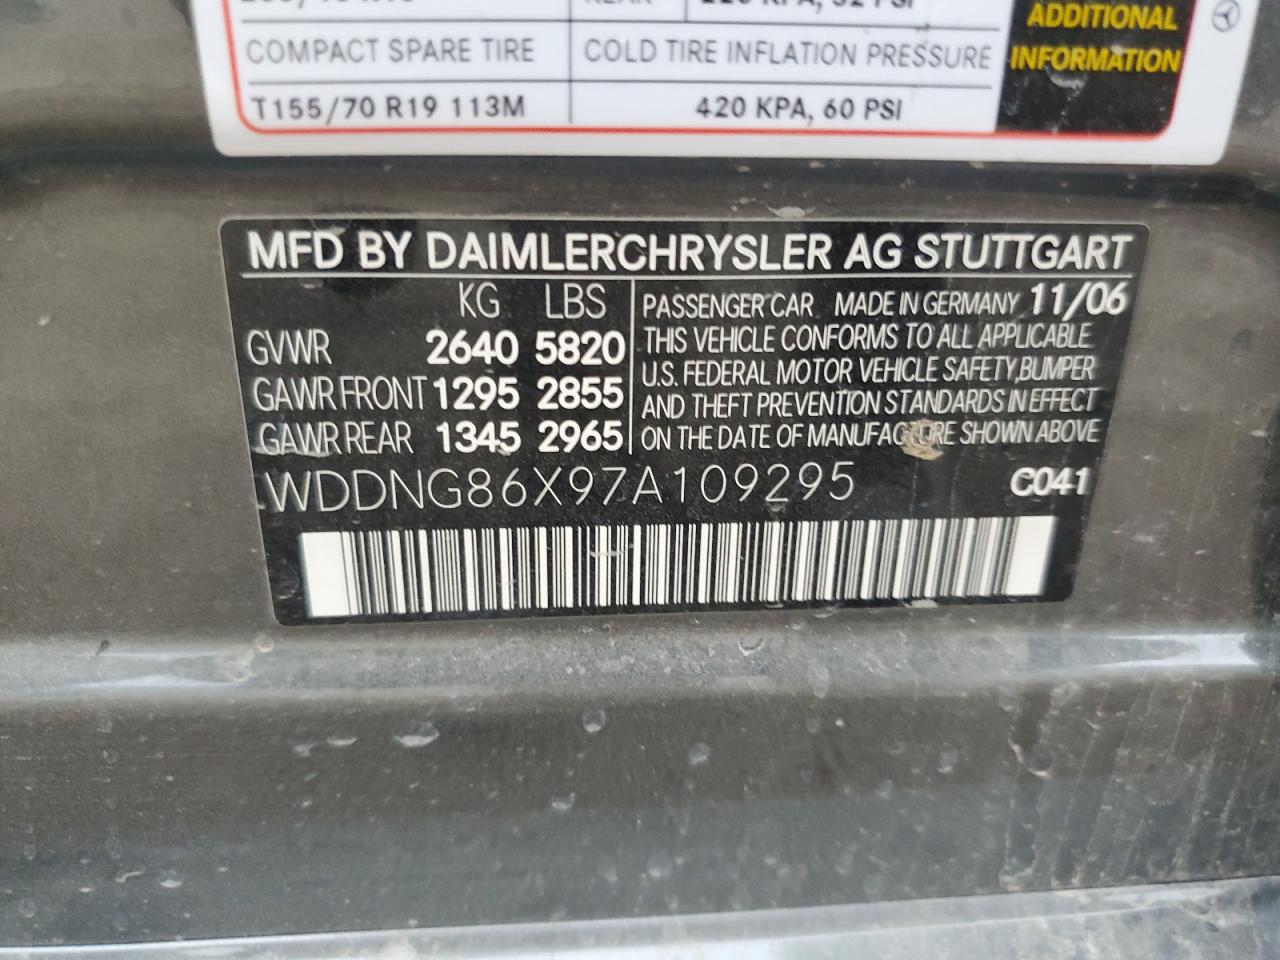 ADDITIONAL
COMPACT SPARE TIRE COLD TIRE INFLATION PRESSURE INFORMATION
T155/70 R19 113M 420 KPA, 60 PSI
MFD BY DAIMLERCHRYSLER AG STUTTGART
KG LBS
GVWR 2640 5820
GAWR FRONT 1295 2855
GAWR REAR 1345 2965
PASSENGER CAR MADE IN GERMANY 11/06
THIS VEHICLE CONFORMS TO ALL APPLICABLE
U.S. FEDERAL MOTOR VEHICLE SAFETY, BUMPER
AND THEFT PREVENTION STANDARDS IN EFFECT
ON THE DATE OF MANUFACTURE SHOWN ABOVE
WDDNG86X97A109295 C041